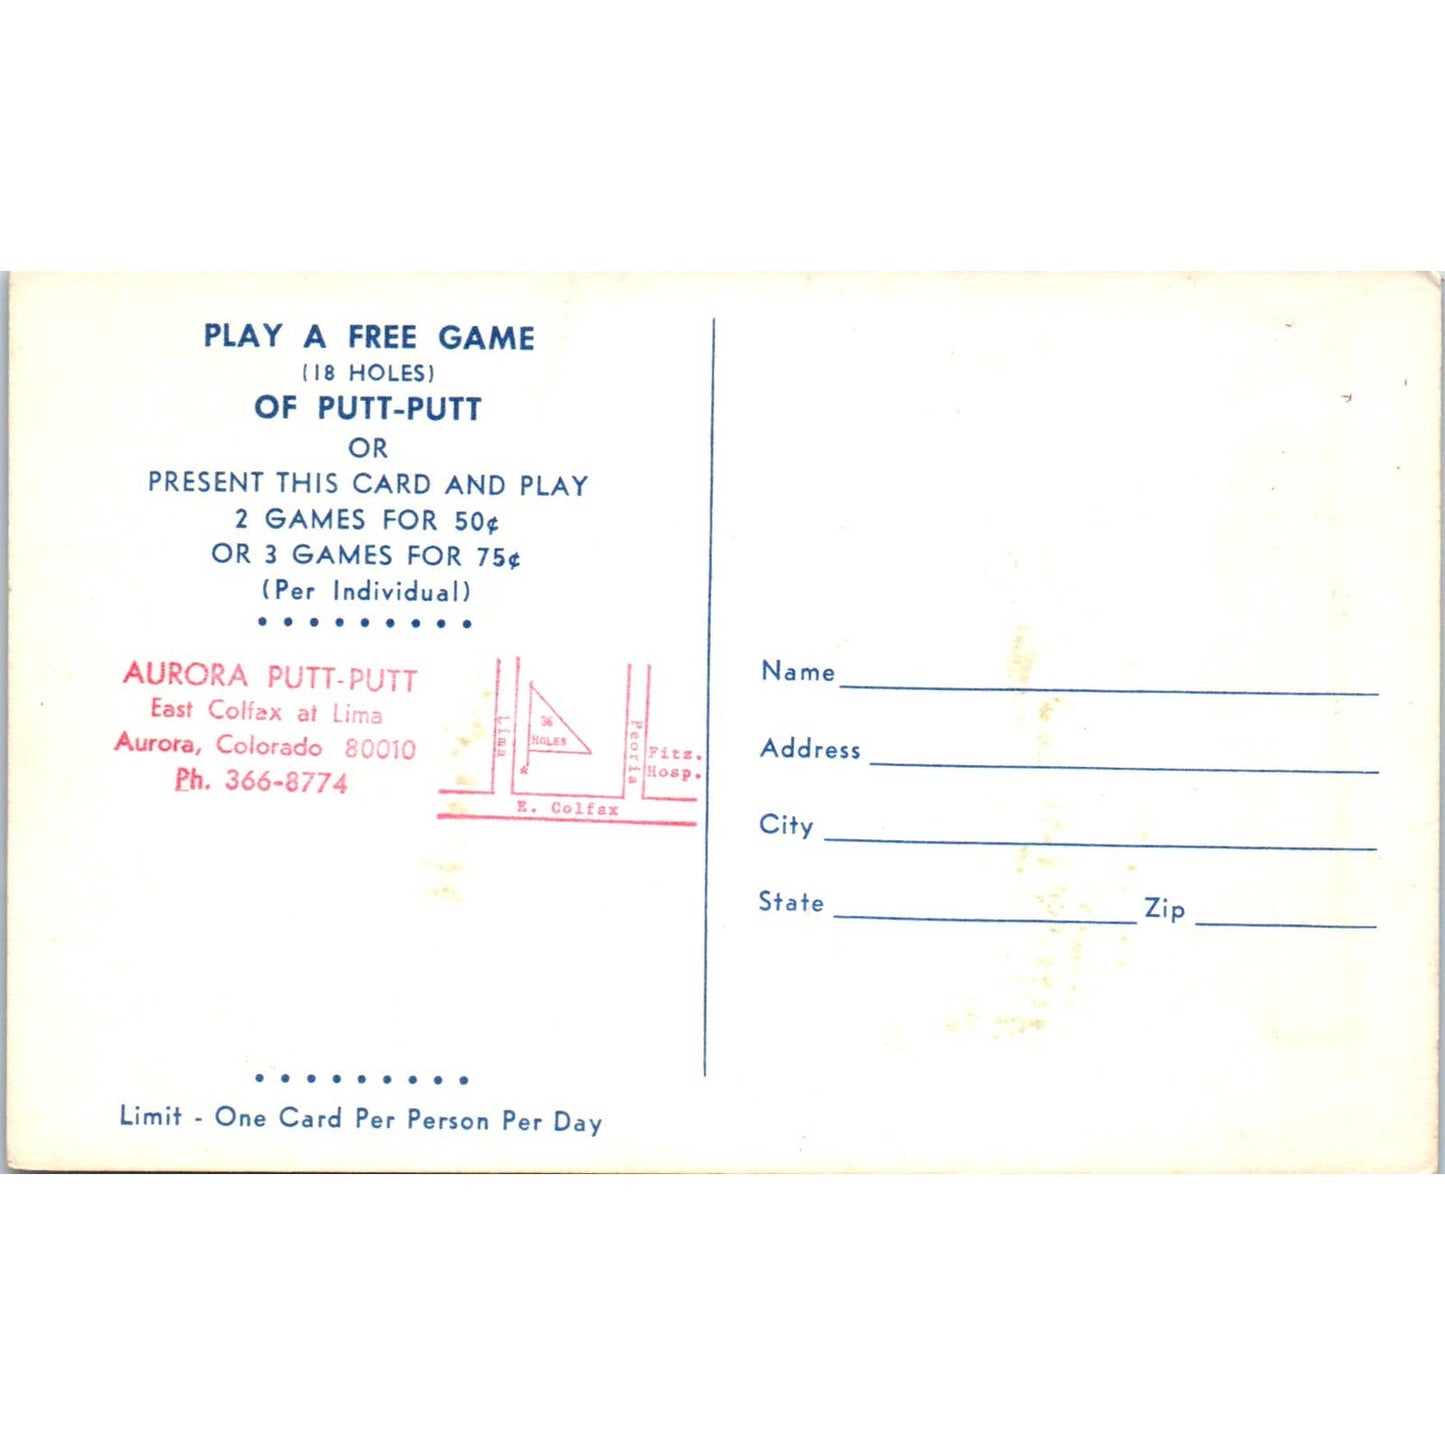 PLAY A FREE GAME
(18 HOLES)
OF PUTT-PUTT
OR
PRESENT THIS CARD AND PLAY
2 GAMES FOR 50¢
OR 3 GAMES FOR 75¢
(Per Individual)
AURORA PUTT-PUTT
East Colfax at Lima
Aurora, Colorado 80010
Ph. 366-8774
Lima
36
HOLES
Peoria
Fitz.
Hosp.
E. Colfax
Limit - One Card Per Person Per Day
Name
Address
City
State Zip